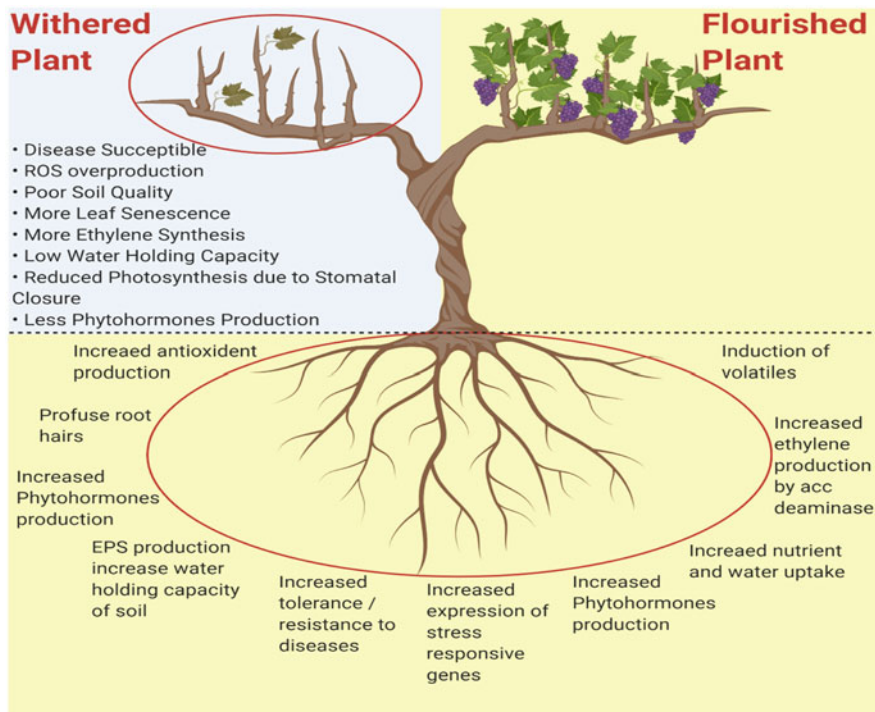 Withered
Plant
Flourished
Plant
• Disease Succeptible
• ROS overproduction
• Poor Soil Quality
• More Leaf Senescence
• More Ethylene Synthesis
• Low Water Holding Capacity
• Reduced Photosynthesis due to Stomatal
Closure
• Less Phytohormones Production
Increaed antioxident
production
Induction of
volatiles
Profuse root
hairs
Increased
ethylene
production
by acc
deaminase
Increased
Phytohormones
production
EPS production
increase water
holding capacity
of soil
Increaed nutrient
and water uptake
Increased
tolerance /
resistance to
diseases
Increased
expression of
stress
responsive
genes
Increased
Phytohormones
production